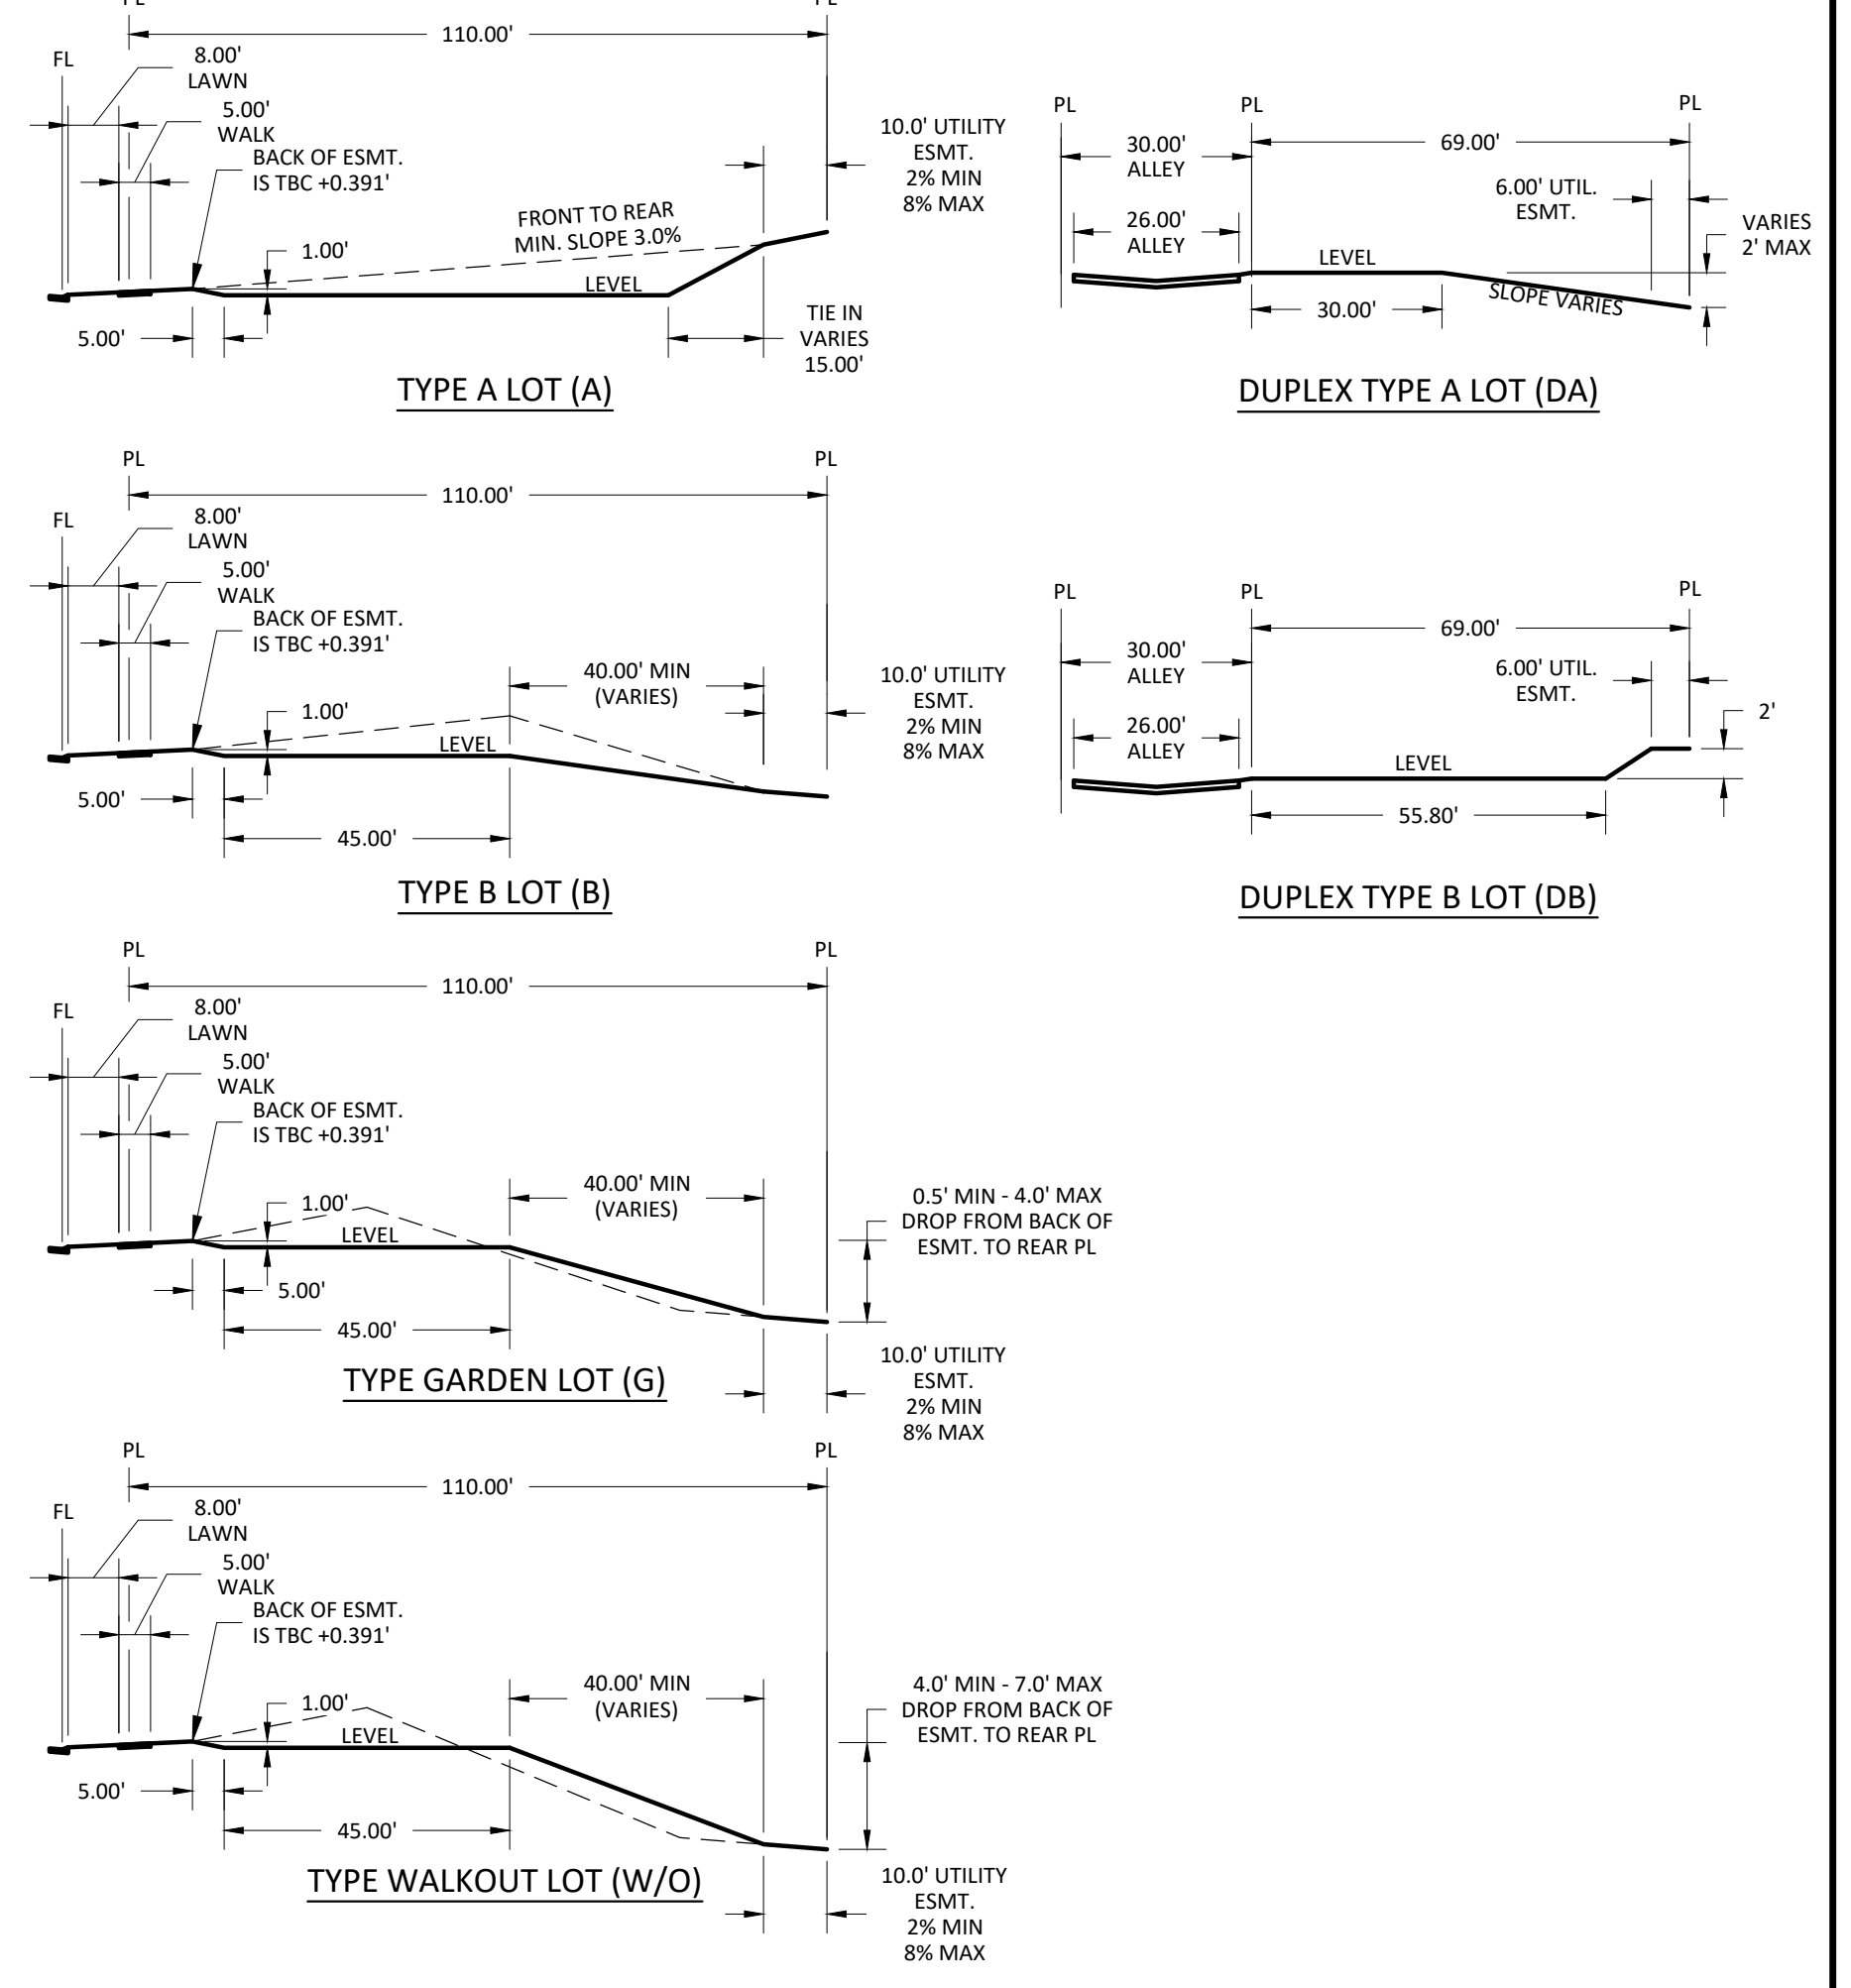 PL
PL
110.00'
FL
8.00'
LAWN
5.00'
WALK
BACK OF ESMT.
IS TBC +0.391'
1.00'
FRONT TO REAR
MIN. SLOPE 3.0%
LEVEL
10.0' UTILITY
ESMT.
2% MIN
8% MAX
5.00'
TIE IN
VARIES
15.00'
TYPE A LOT (A)
PL
PL
PL
30.00'
ALLEY
69.00'
26.00'
ALLEY
6.00' UTIL.
ESMT.
VARIES
2' MAX
LEVEL
SLOPE VARIES
30.00'
DUPLEX TYPE A LOT (DA)
PL
PL
110.00'
FL
8.00'
LAWN
5.00'
WALK
BACK OF ESMT.
IS TBC +0.391'
40.00' MIN
(VARIES)
10.0' UTILITY
ESMT.
2% MIN
8% MAX
1.00'
LEVEL
5.00'
45.00'
TYPE B LOT (B)
PL
PL
PL
30.00'
ALLEY
69.00'
6.00' UTIL.
ESMT.
26.00'
ALLEY
2'
LEVEL
55.80'
DUPLEX TYPE B LOT (DB)
PL
PL
110.00'
FL
8.00'
LAWN
5.00'
WALK
BACK OF ESMT.
IS TBC +0.391'
1.00'
40.00' MIN
(VARIES)
0.5' MIN - 4.0' MAX
DROP FROM BACK OF
ESMT. TO REAR PL
LEVEL
5.00'
45.00'
10.0' UTILITY
ESMT.
2% MIN
8% MAX
TYPE GARDEN LOT (G)
PL
PL
110.00'
FL
8.00'
LAWN
5.00'
WALK
BACK OF ESMT.
IS TBC +0.391'
1.00'
40.00' MIN
(VARIES)
4.0' MIN - 7.0' MAX
DROP FROM BACK OF
ESMT. TO REAR PL
LEVEL
5.00'
45.00'
10.0' UTILITY
ESMT.
2% MIN
8% MAX
TYPE WALKOUT LOT (W/O)